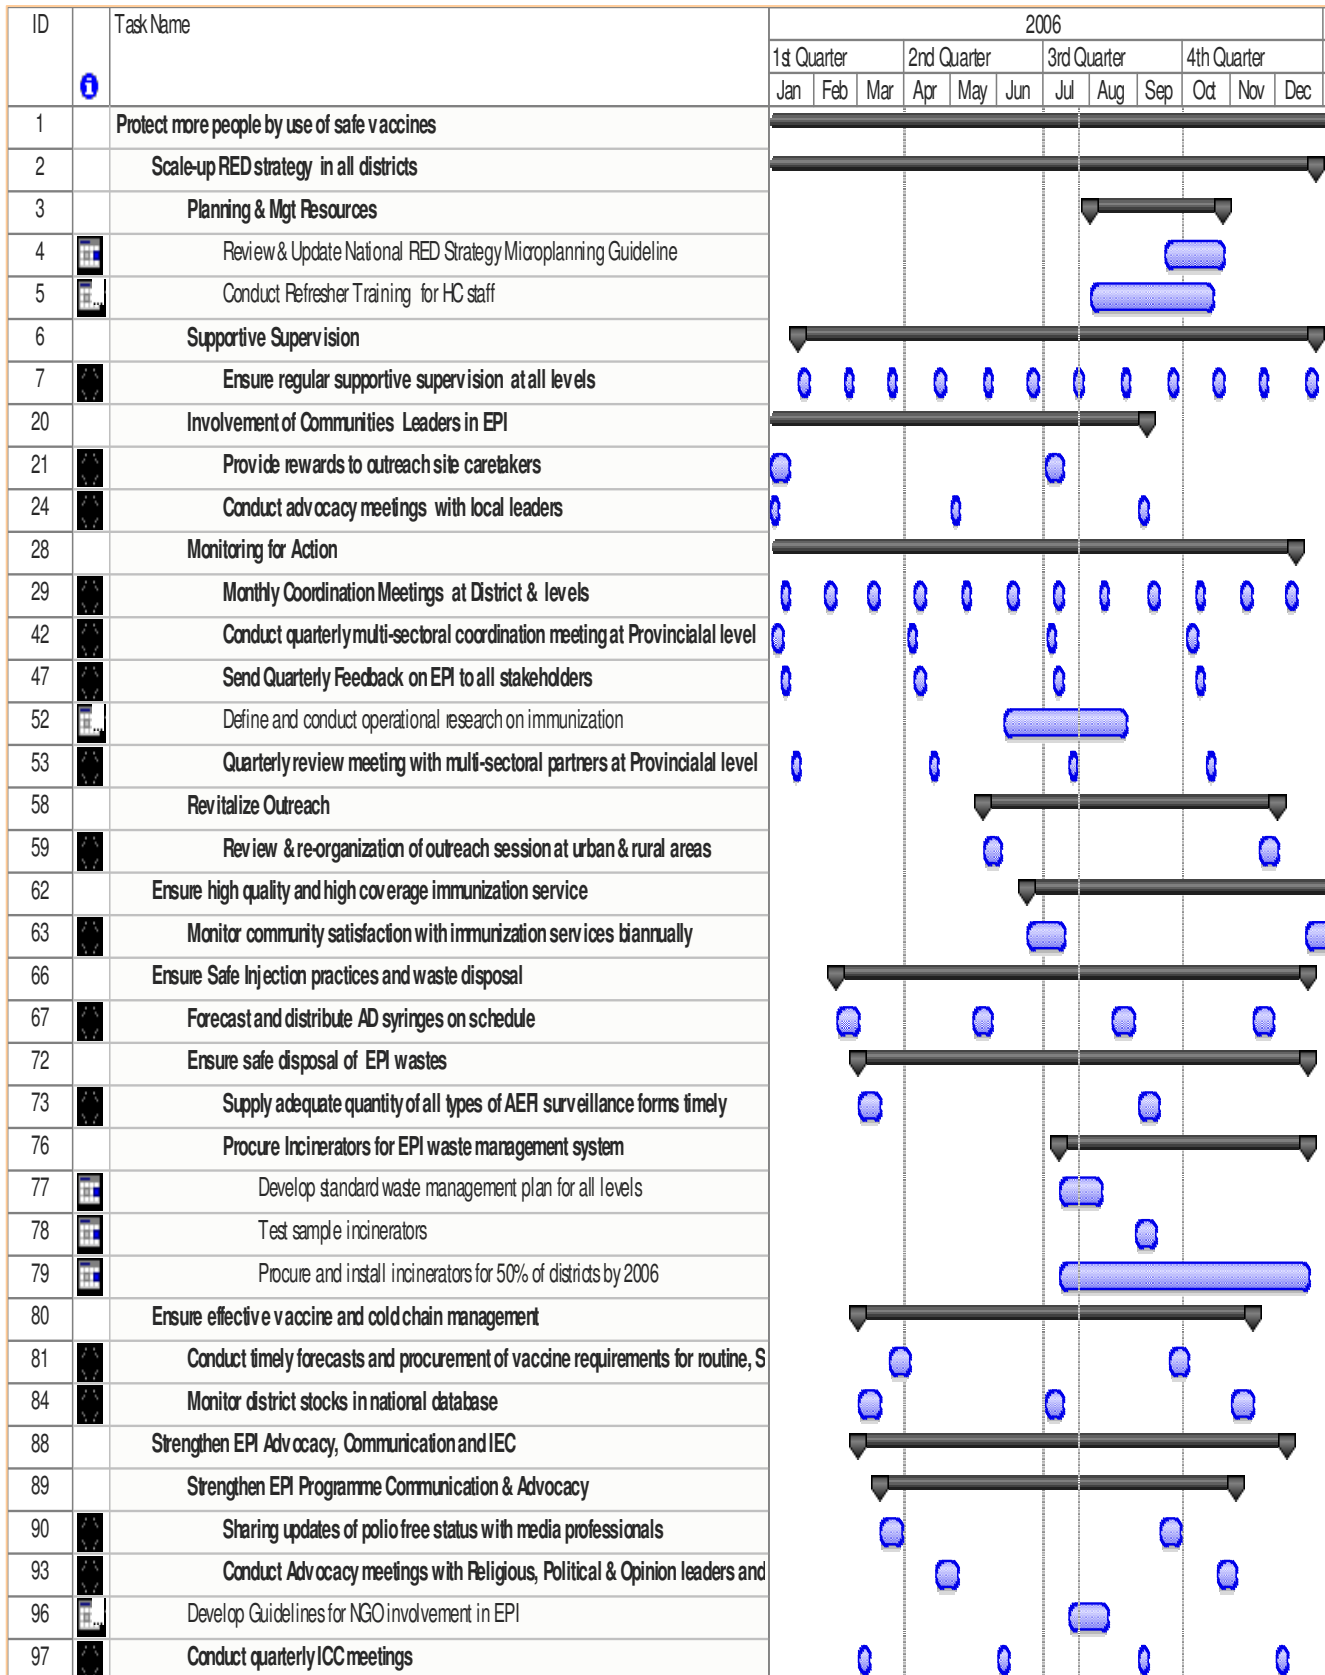 ID Task Name 2006
1st Quarter 2nd Quarter 3rd Quarter 4th Quarter
Jan Feb Mar Apr May Jun Jul Aug Sep Oct Nov Dec
1 Protect more people by use of safe vaccines
2 Scale-up RED strategy in all districts
3 Planning & Mgt Resources
4 Review & Update National RED Strategy Microplanning Guideline
5 Conduct Refresher Training for HC staff
6 Supportive Supervision
7 Ensure regular supportive supervision at all levels
20 Involvement of Communities Leaders in EPI
21 Provide rewards to outreach site caretakers
24 Conduct advocacy meetings with local leaders
28 Monitoring for Action
29 Monthly Coordination Meetings at District & levels
42 Conduct quarterly multi-sectoral coordination meeting at Provincialal level
47 Send Quarterly Feedback on EPI to all stakeholders
52 Define and conduct operational research on immunization
53 Quarterly review meeting with multi-sectoral partners at Provincialal level
58 Revitalize Outreach
59 Review & re-organization of outreach session at urban & rural areas
62 Ensure high quality and high coverage immunization service
63 Monitor community satisfaction with immunization services biannually
66 Ensure Safe Injection practices and waste disposal
67 Forecast and distribute AD syringes on schedule
72 Ensure safe disposal of EPI wastes
73 Supply adequate quantity of all types of AEFI surveillance forms timely
76 Procure Incinerators for EPI waste management system
77 Develop standard waste management plan for all levels
78 Test sample incinerators
79 Procure and install incinerators for 50% of districts by 2006
80 Ensure effective vaccine and cold chain management
81 Conduct timely forecasts and procurement of vaccine requirements for routine, S
84 Monitor district stocks in national database
88 Strengthen EPI Advocacy, Communication and IEC
89 Strengthen EPI Programme Communication & Advocacy
90 Sharing updates of polio free status with media professionals
93 Conduct Advocacy meetings with Religious, Political & Opinion leaders and
96 Develop Guidelines for NGO involvement in EPI
97 Conduct quarterly ICC meetings